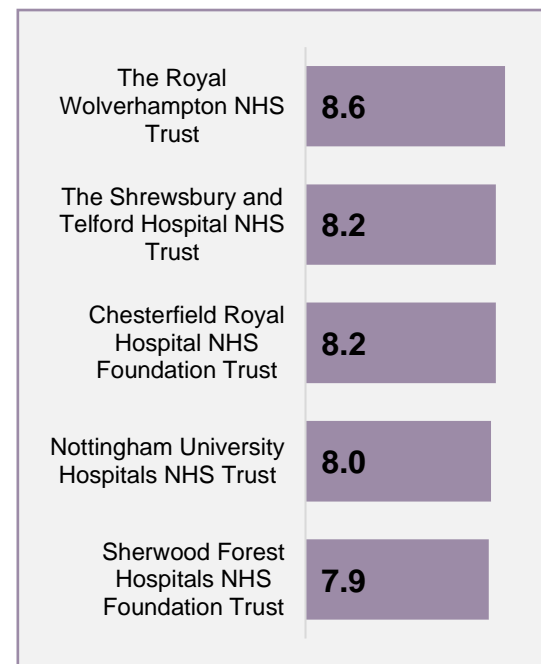 The Royal
Wolverhampton NHS
Trust
8.6
The Shrewsbury and
Telford Hospital NHS
Trust
8.2
Chesterfield Royal
Hospital NHS
Foundation Trust
8.2
Nottingham University
Hospitals NHS Trust
8.0
Sherwood Forest
Hospitals NHS
Foundation Trust
7.9